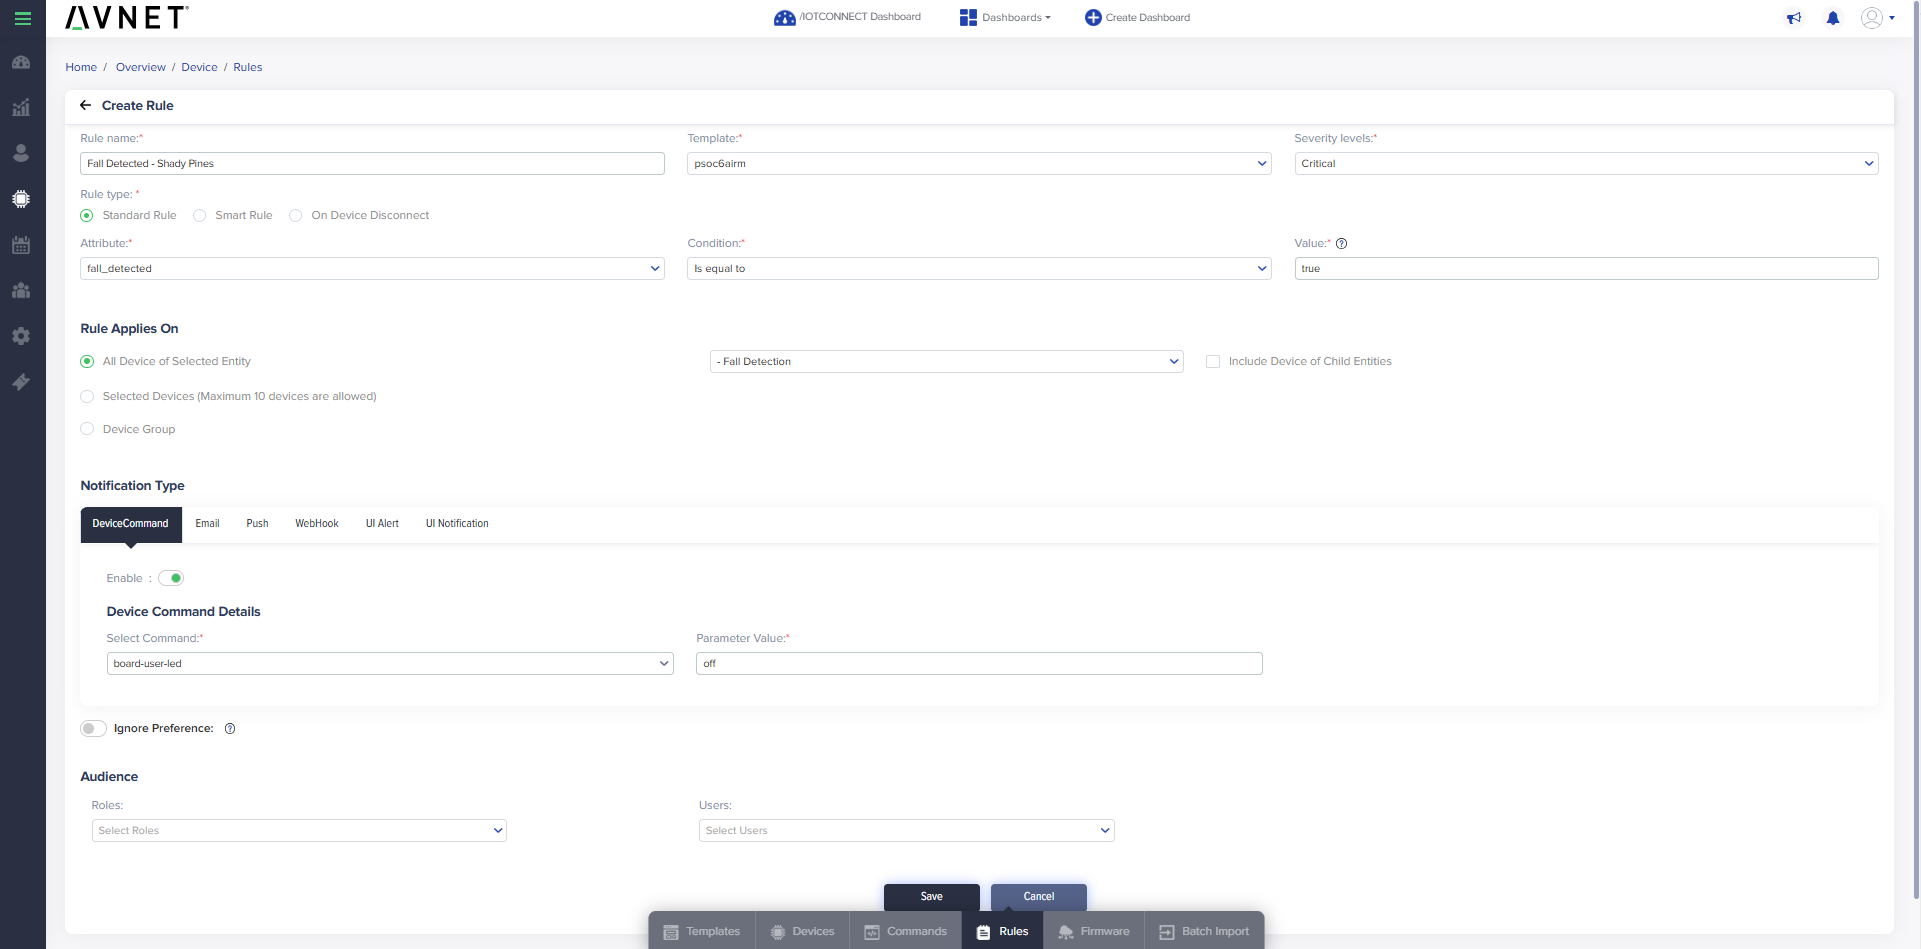 AVNET®
/IOTCONNECT Dashboard Dashboards Create Dashboard
Home / Overview / Device / Rules
Create Rule
Rule name:* Template:* Severity levels:*
Fall Detected - Shady Pines psoc6airm Critical
Rule type: *
Standard Rule Smart Rule On Device Disconnect
Attribute:* Condition:* Value:* ?
fall_detected Is equal to true
Rule Applies On
All Device of Selected Entity - Fall Detection Include Device of Child Entities
Selected Devices (Maximum 10 devices are allowed)
Device Group
Notification Type
DeviceCommand Email Push WebHook UI Alert UI Notification
Enable :
Device Command Details
Select Command:* Parameter Value:*
board-user-led off
Ignore Preference: ?
Audience
Roles: Users:
Select Roles Select Users
Save Cancel
Templates Devices Commands Rules Firmware Batch Import